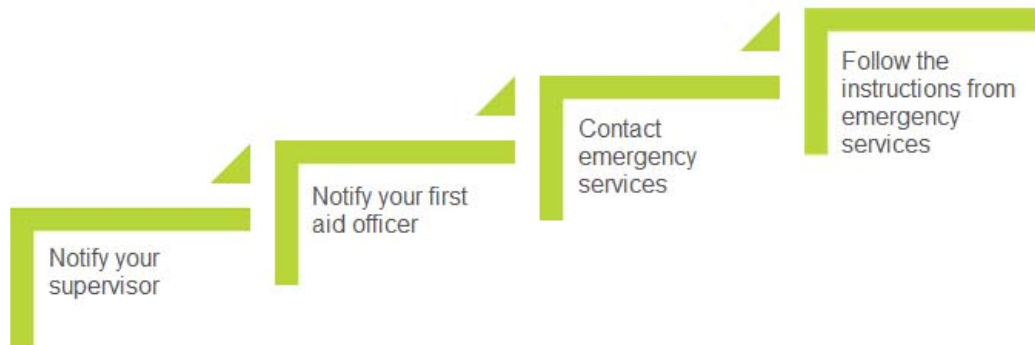 Notify your
supervisor
Notify your first
aid officer
Contact
emergency
services
Follow the
instructions from
emergency
services